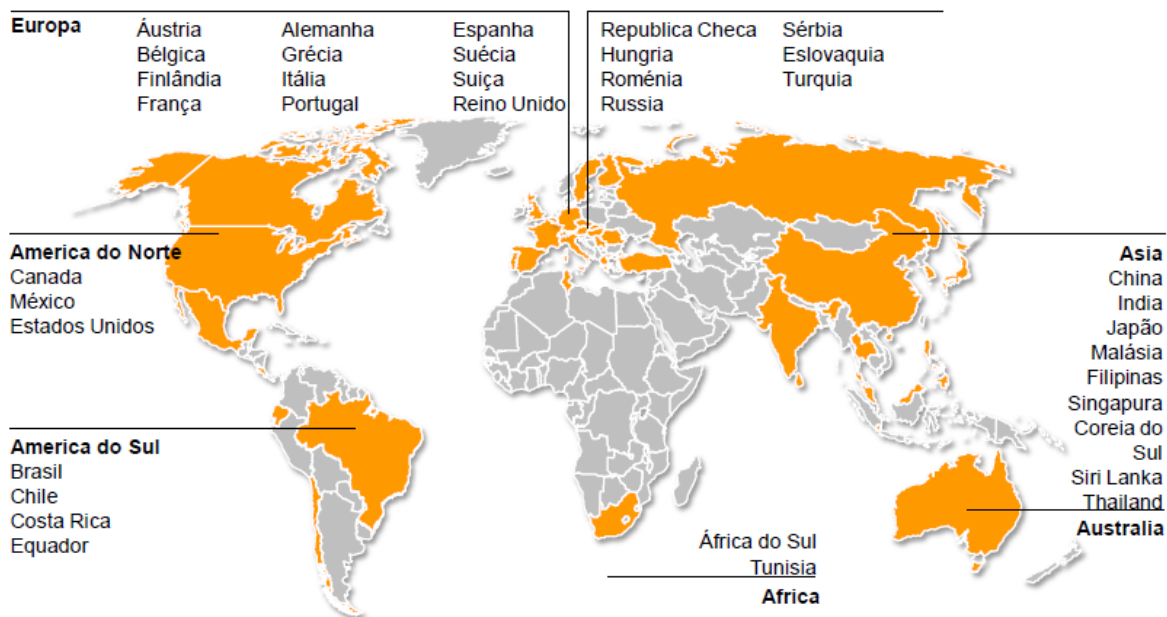 Europa
Áustria
Bélgica
Finlândia
França
Alemanha
Grécia
Itália
Portugal
Espanha
Suécia
Suiça
Reino Unido
Republica Checa
Hungria
Roménia
Russia
Sérbia
Eslovaquia
Turquia
America do Norte
Canada
México
Estados Unidos
America do Sul
Brasil
Chile
Costa Rica
Equador
África do Sul
Tunisia
Africa
Asia
China
India
Japão
Malásia
Filipinas
Singapura
Coreia do
Sul
Siri Lanka
Thailand
Australia